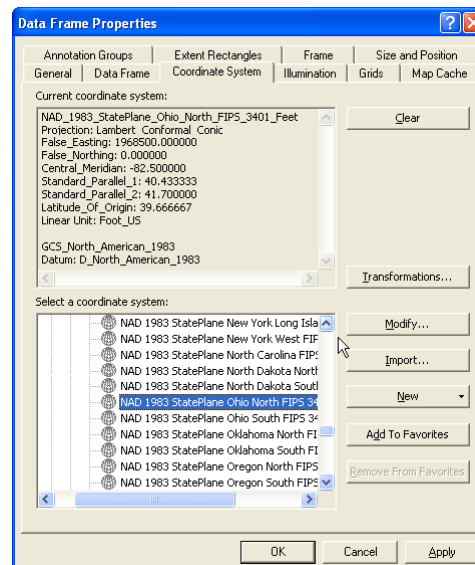 Data Frame Properties
Annotation Groups Extent Rectangles Frame Size and Position
General Data Frame Coordinate System Illumination Grids Map Cache
Current coordinate system:
NAD_1983_StatePlane_Ohio_North_FIPS_3401_Feet
Projection: Lambert_Conformal_Conic
False_Easting: 1968500.000000
False_Northing: 0.000000
Central_Meridian: -82.500000
Standard_Parallel_1: 40.433333
Standard_Parallel_2: 41.700000
Latitude_Of_Origin: 39.666667
Linear Unit: Foot_US
GCS_North_American_1983
Datum: D_North_American_1983
Clear
Transformations...
Select a coordinate system:
NAD 1983 StatePlane New York Long Isla
NAD 1983 StatePlane New York West FIP
NAD 1983 StatePlane North Carolina FIPS
NAD 1983 StatePlane North Dakota North
NAD 1983 StatePlane North Dakota South
NAD 1983 StatePlane Ohio North FIPS 34
NAD 1983 StatePlane Ohio South FIPS 34
NAD 1983 StatePlane Oklahoma North FI
NAD 1983 StatePlane Oklahoma South FI
NAD 1983 StatePlane Oregon North FIPS
NAD 1983 StatePlane Oregon South FIPS
Modify...
Import...
New
Add To Favorites
Remove From Favorites
OK Cancel Apply